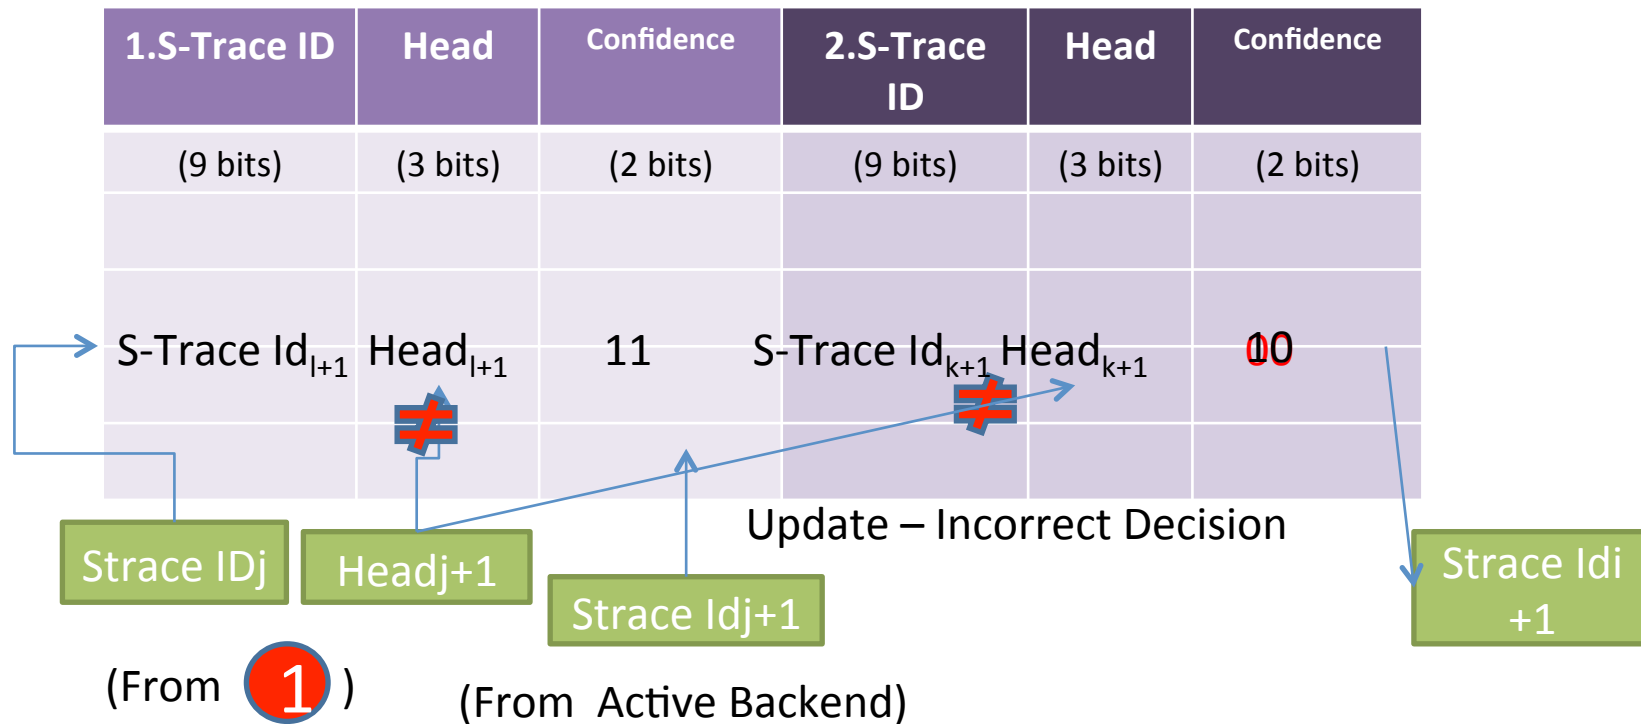 1.S-Trace ID Head Confidence 2.S-Trace ID Head Confidence
(9 bits) (3 bits) (2 bits) (9 bits) (3 bits) (2 bits)
S-Trace Idl+1 Headl+1 11 S-Trace Idk+1 Headk+1 10
≠ ≠
Update – Incorrect Decision
Strace IDj Headj+1 Strace Idj+1 Strace Idi
+1
(From 1 ) (From Active Backend)